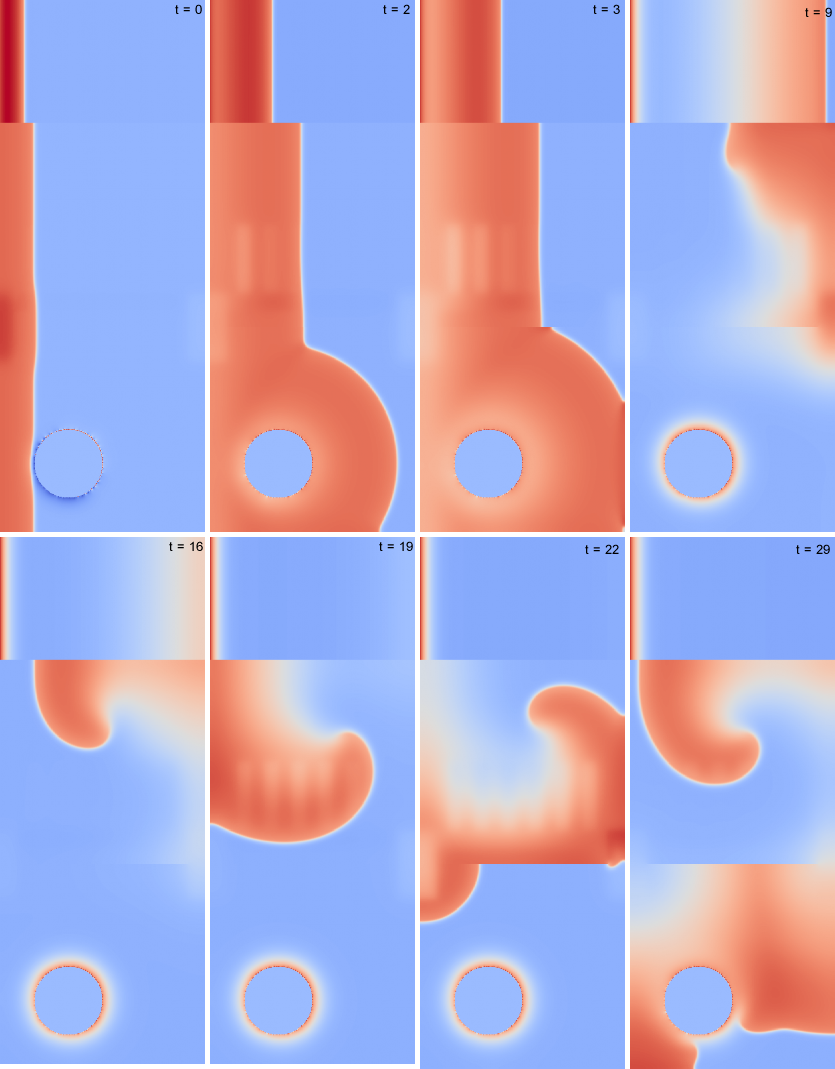 t = 0
t = 2
t = 3
t = 9
t = 16
t = 19
t = 22
t = 29